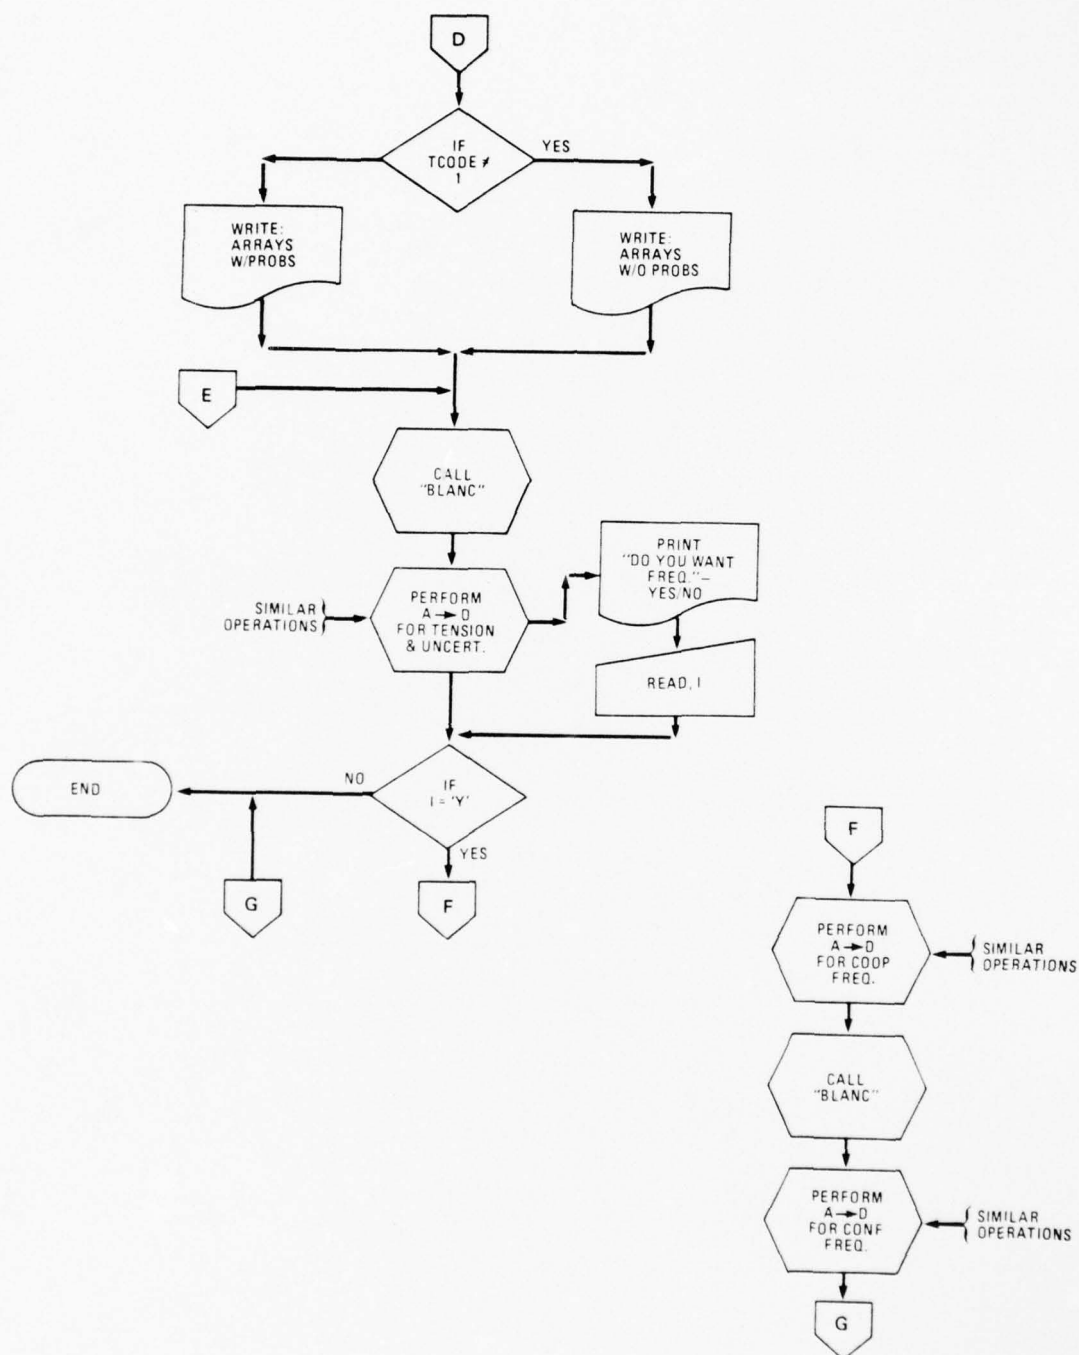 D
IF
TCODE ≠
1
YES
WRITE:
ARRAYS
W/PROBS
WRITE:
ARRAYS
W/O PROBS
E
CALL
"BLANC"
SIMILAR
OPERATIONS
PERFORM
A → D
FOR TENSION
& UNCERT.
PRINT
"DO YOU WANT
FREQ."–
YES/NO
READ, I
IF
I = 'Y'
NO
END
YES
G
F
F
PERFORM
A → D
FOR COOP
FREQ.
SIMILAR
OPERATIONS
CALL
"BLANC"
PERFORM
A → D
FOR CONF
FREQ.
SIMILAR
OPERATIONS
G